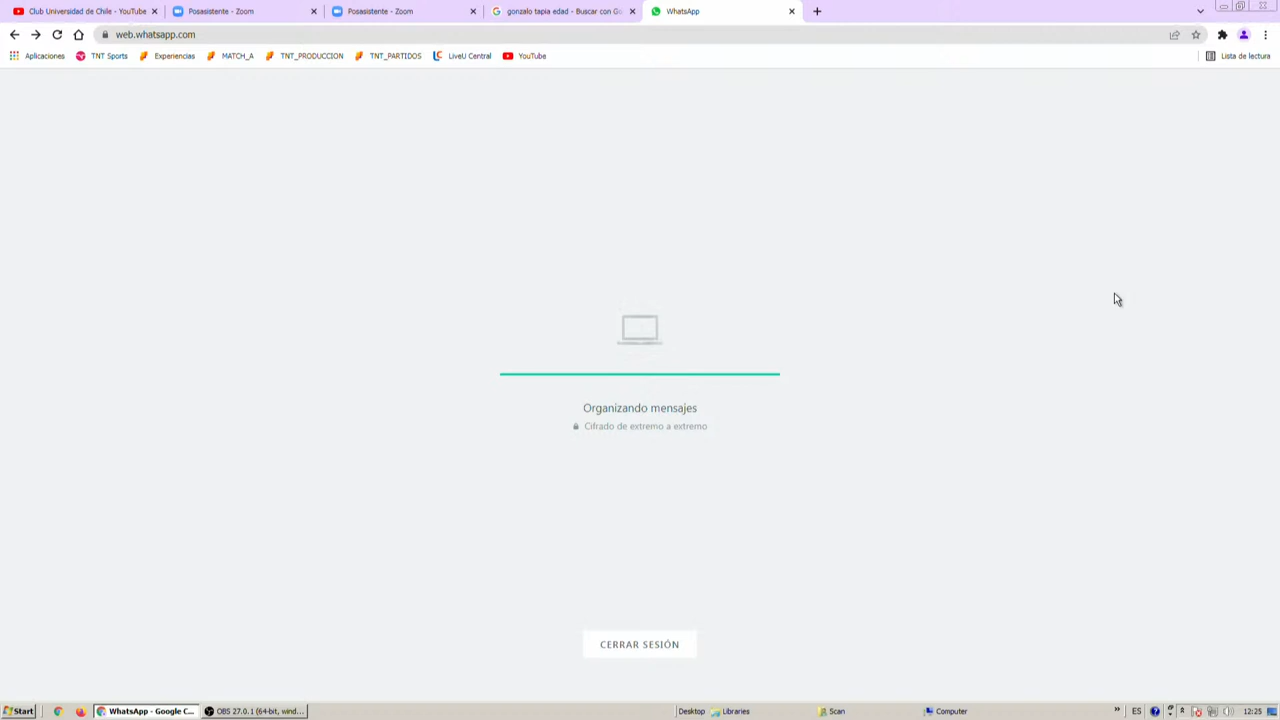 Club Universidad de Chile - YouTube
Posasistente - Zoom
Posasistente - Zoom
gonzalo tapia edad - Buscar con Go
WhatsApp
web.whatsapp.com
Aplicaciones
TNT Sports
Experiencias
MATCH_A
TNT_PRODUCCION
TNT_PARTIDOS
LiveU Central
YouTube
Lista de lectura
Organizando mensajes
Cifrado de extremo a extremo
CERRAR SESIÓN
Start
WhatsApp - Google C...
OBS 27.0.1 (64-bit, wind...
Desktop
Libraries
Scan
Computer
»
ES
12:25